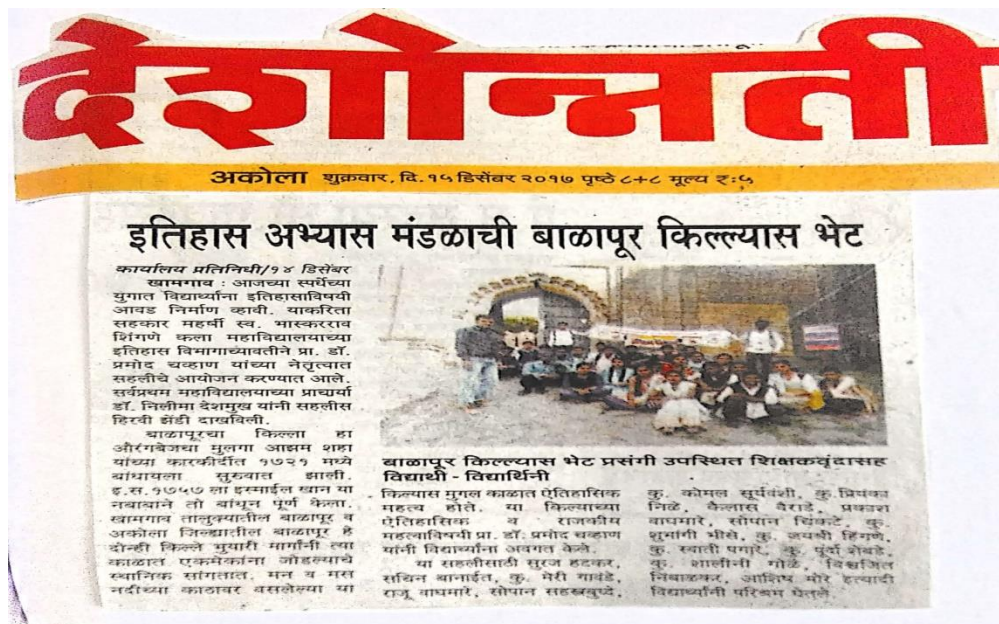 देशोन्नती
अकोला शुक्रवार, दि.१५ डिसेंबर २०१७ पृष्ठे ८+८ मूल्य ₹:५
इतिहास अभ्यास मंडळाची बाळापूर किल्ल्यास भेट
कार्यालय प्रतिनिधी/१४ डिसेंबर
खामगाव : आजच्या स्पर्धेच्या
युगात विद्यार्थ्यांना इतिहासाविषयी
आवड निर्माण व्हावी. याकरिता
सहकार महर्षी स्व. भास्करराव
शिंगणे कला महाविद्यालयाच्या
इतिहास विभागाच्यावतीने प्रा. डॉ.
प्रमोद चव्हाण यांच्या नेतृत्वात
सहलीचे आयोजन करण्यात आले.
सर्वप्रथम महाविद्यालयाच्या प्राचार्या
डॉ. निलीमा देशमुख यांनी सहलीस
हिरवी झेंडी दाखविली.
बाळापूरचा किल्ला हा
औरंगबेजचा मुलगा आझम शहा
यांच्या कारकीर्दीत १७२१ मध्ये
बांधायला सुरुवात झाली.
इ.स.१७५७ ला इस्माईल खान या
नबाबाने तो बांधून पूर्ण केला.
खामगाव तालुक्यातील बाळापूर व
अकोला जिल्ह्यातील बाळापूर हे
दोन्ही किल्ले भुयारी मार्गांनी त्या
काळात एकमेकांना जोडल्याचे
स्थानिक सांगतात. मन व मस
नदीच्या काठावर वसलेल्या या
बाळापूर किल्ल्यास भेट प्रसंगी उपस्थित शिक्षकवृंदासह
विद्यार्थी - विद्यार्थिनी
किल्यास मुगल काळात ऐतिहासिक
महत्व होते. या किल्याच्या
ऐतिहासिक व राजकीय
महत्वाविषयी प्रा. डॉ. प्रमोद चव्हाण
यांनी विद्यार्थ्यांना अवगत केले.
या सहलीसाठी सुरज हदकर,
सचिन बानाईत, कु. मेरी गावंडे,
राजू वाघमारे, सोपान सहस्त्रबुध्दे,
कु. कोमल सूर्यवंशी, कु.प्रियंका
निळे, कैलास बैराडे, प्रकाश
वाघमारे, सोपान चिंकटे, कु.
शुभांगी भीसे, कु. जयश्री हिंगणे,
कु. स्वाती पगारे, कु. पूर्वा शेंबडे,
कु. शालीनी गोळे, विश्वजित
निंबाळकर, आशिष मोरे इत्यादी
विद्यार्थ्यांनी परिश्रम घेतले.